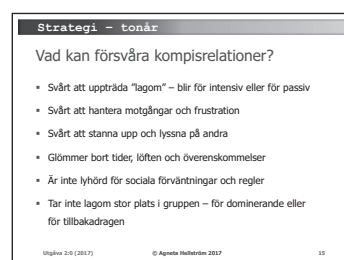 Strategi – tonår
Vad kan försvåra kompisrelationer?
▪ Svårt att uppträda "lagom" – blir för intensiv eller för passiv
▪ Svårt att hantera motgångar och frustration
▪ Svårt att stanna upp och lyssna på andra
▪ Glömmer bort tider, löften och överenskommelser
▪ Är inte lyhörd för sociala förväntningar och regler
▪ Tar inte lagom stor plats i gruppen – för dominerande eller
för tillbakadragen
Utgåva 2:0 (2017) © Agneta Hellström 2017 15